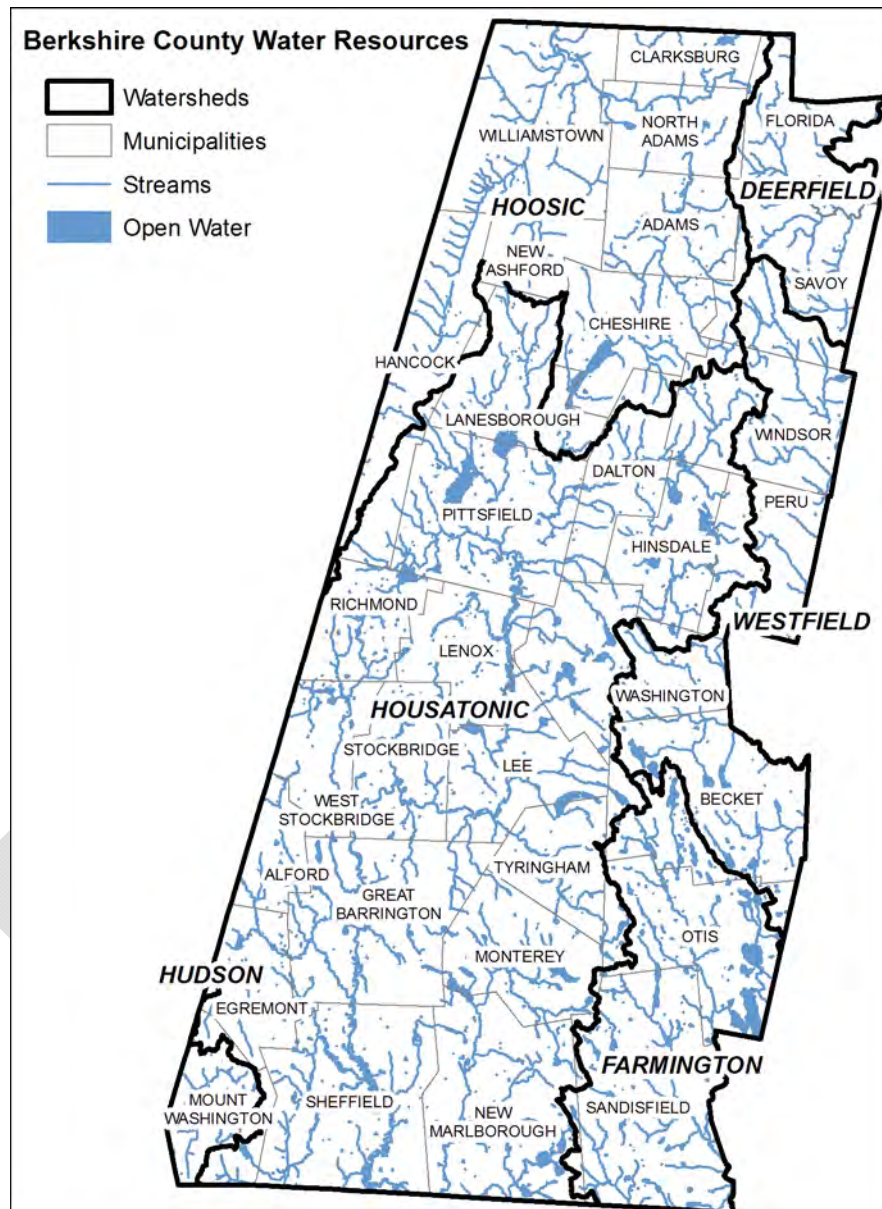 Berkshire County Water Resources
Watersheds
Municipalities
Streams
Open Water
CLARKSBURG
FLORIDA
WILLIAMSTOWN
NORTH
ADAMS
DEERFIELD
HOOSIC
ADAMS
NEW
ASHFORD
SAVOY
CHESHIRE
HANCOCK
LANESBOROUGH
WINDSOR
DALTON
PERU
PITTSFIELD
HINSDALE
RICHMOND
WESTFIELD
LENOX
WASHINGTON
HOUSATONIC
STOCKBRIDGE
LEE
BECKET
WEST
STOCKBRIDGE
TYRINGHAM
ALFORD
GREAT
BARRINGTON
OTIS
MONTEREY
HUDSON
EGREMONT
FARMINGTON
MOUNT
WASHINGTON
SHEFFIELD
NEW
MARLBOROUGH
SANDISFIELD